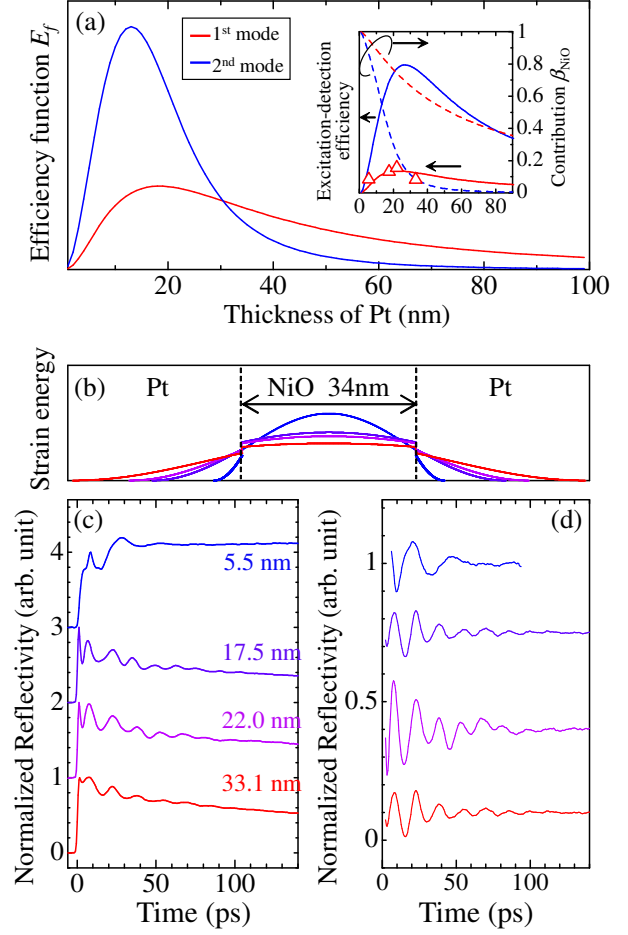 (a)
Efficiency function E_f
1st mode
2nd mode
Excitation-detection
efficiency
1
0.8
0.6
0.4
0.2
0
Contribution β_NiO
0 20 40 60 80
20 40 60 80 100
Thickness of Pt (nm)
(b)
Pt
NiO 34nm
Pt
Strain energy
(c)
4
3
2
1
0
5.5 nm
17.5 nm
22.0 nm
33.1 nm
Normalized Reflectivity (arb. unit)
0 50 100
Time (ps)
(d)
1
0.5
0
Normalized Reflectivity (arb. unit)
0 50 100
Time (ps)